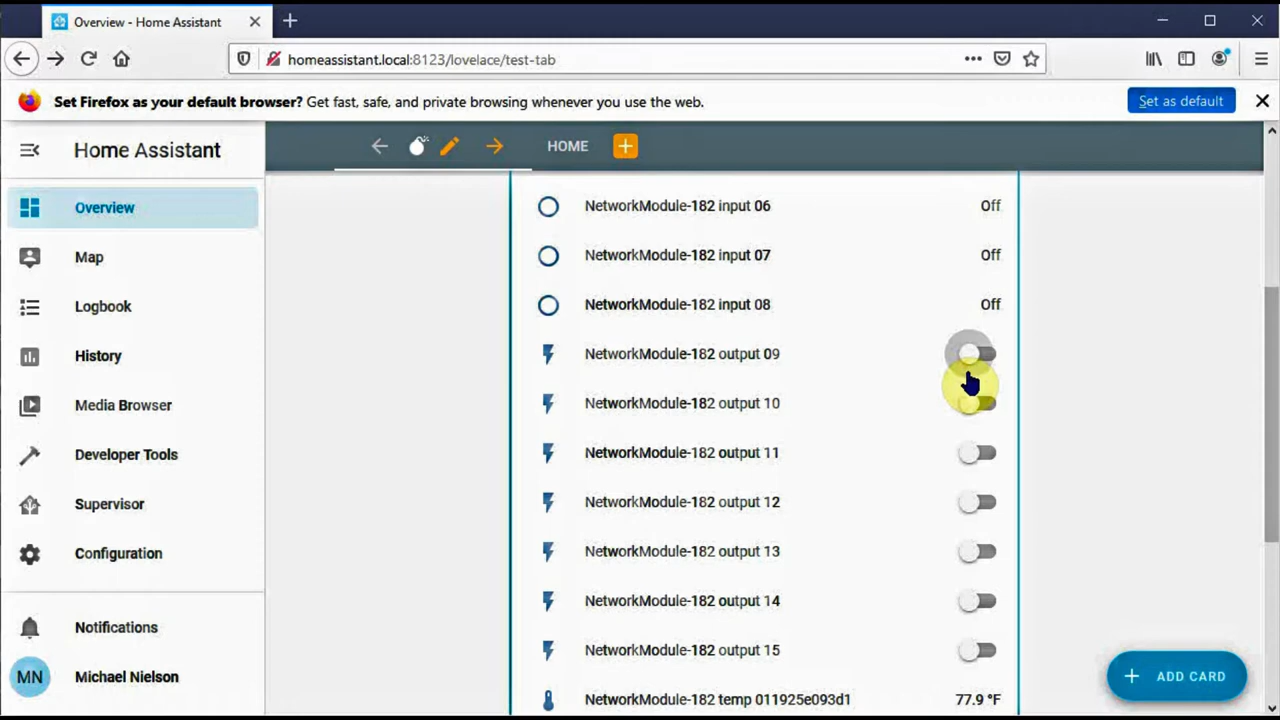 Overview - Home Assistant
homeassistant.local:8123/lovelace/test-tab
Set Firefox as your default browser? Get fast, safe, and private browsing whenever you use the web.
Set as default
Home Assistant
HOME
Overview
Map
Logbook
History
Media Browser
Developer Tools
Supervisor
Configuration
Notifications
MN
Michael Nielson
NetworkModule-182 input 06 Off
NetworkModule-182 input 07 Off
NetworkModule-182 input 08 Off
NetworkModule-182 output 09
NetworkModule-182 output 10
NetworkModule-182 output 11
NetworkModule-182 output 12
NetworkModule-182 output 13
NetworkModule-182 output 14
NetworkModule-182 output 15
NetworkModule-182 temp 011925e093d1 77.9 °F
ADD CARD